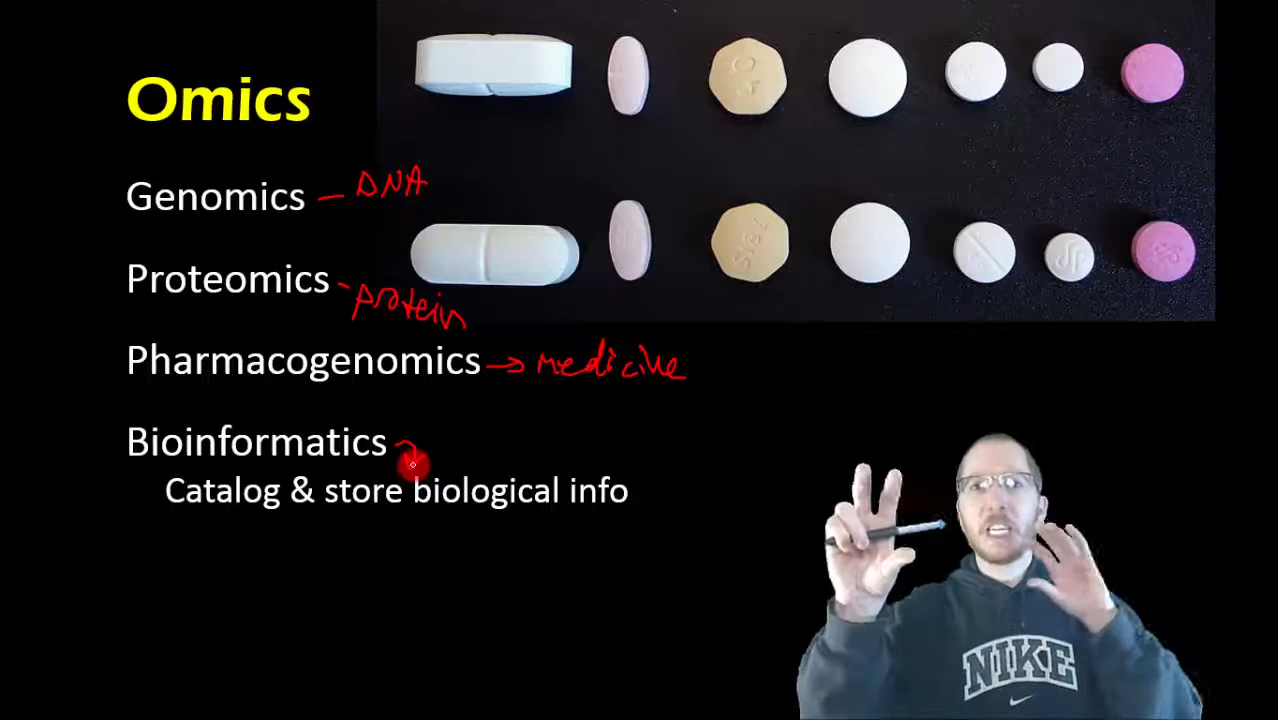 Omics
Genomics – DNA
Proteomics - protein
Pharmacogenomics → medicine
Bioinformatics
Catalog & store biological info
NIKE